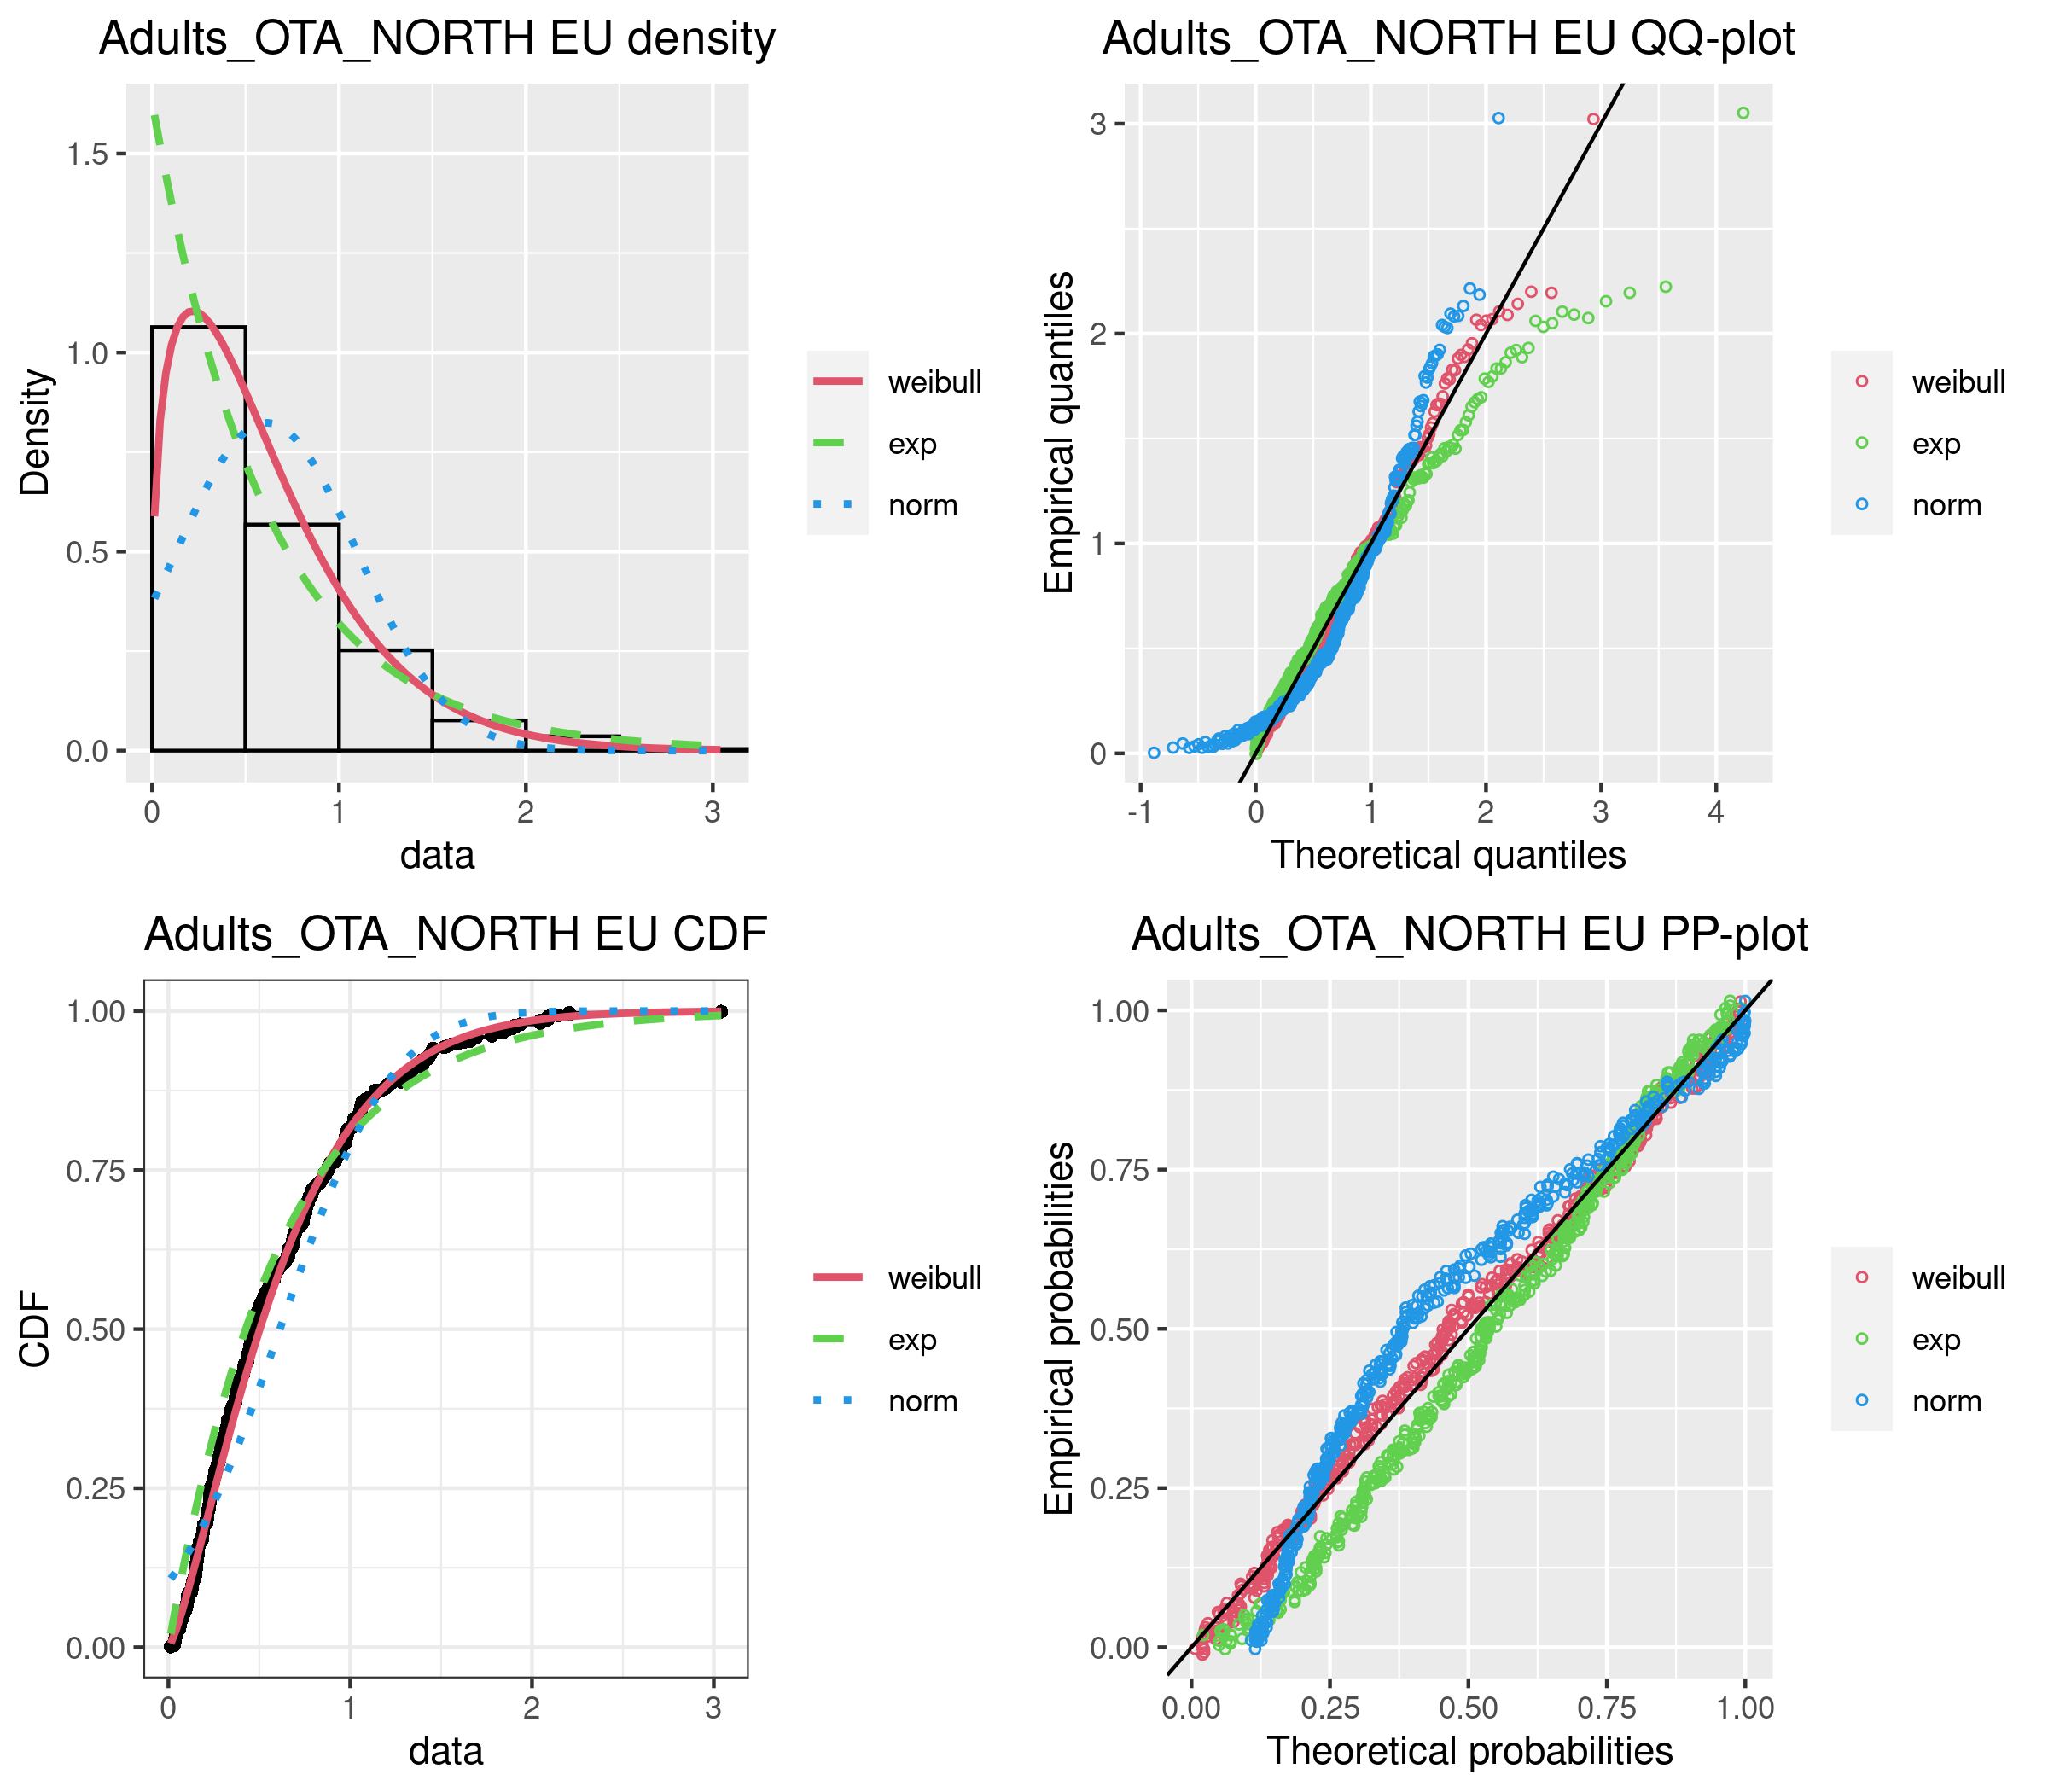 Adults_OTA_NORTH EU density
1.5
1.0
0.5
0.0
Density
0 1 2 3
data
weibull
exp
norm
Adults_OTA_NORTH EU QQ-plot
3
2
1
0
Empirical quantiles
-1 0 1 2 3 4
Theoretical quantiles
weibull
exp
norm
Adults_OTA_NORTH EU CDF
1.00
0.75
0.50
0.25
0.00
CDF
0 1 2 3
data
weibull
exp
norm
Adults_OTA_NORTH EU PP-plot
1.00
0.75
0.50
0.25
0.00
Empirical probabilities
0.00 0.25 0.50 0.75 1.00
Theoretical probabilities
weibull
exp
norm